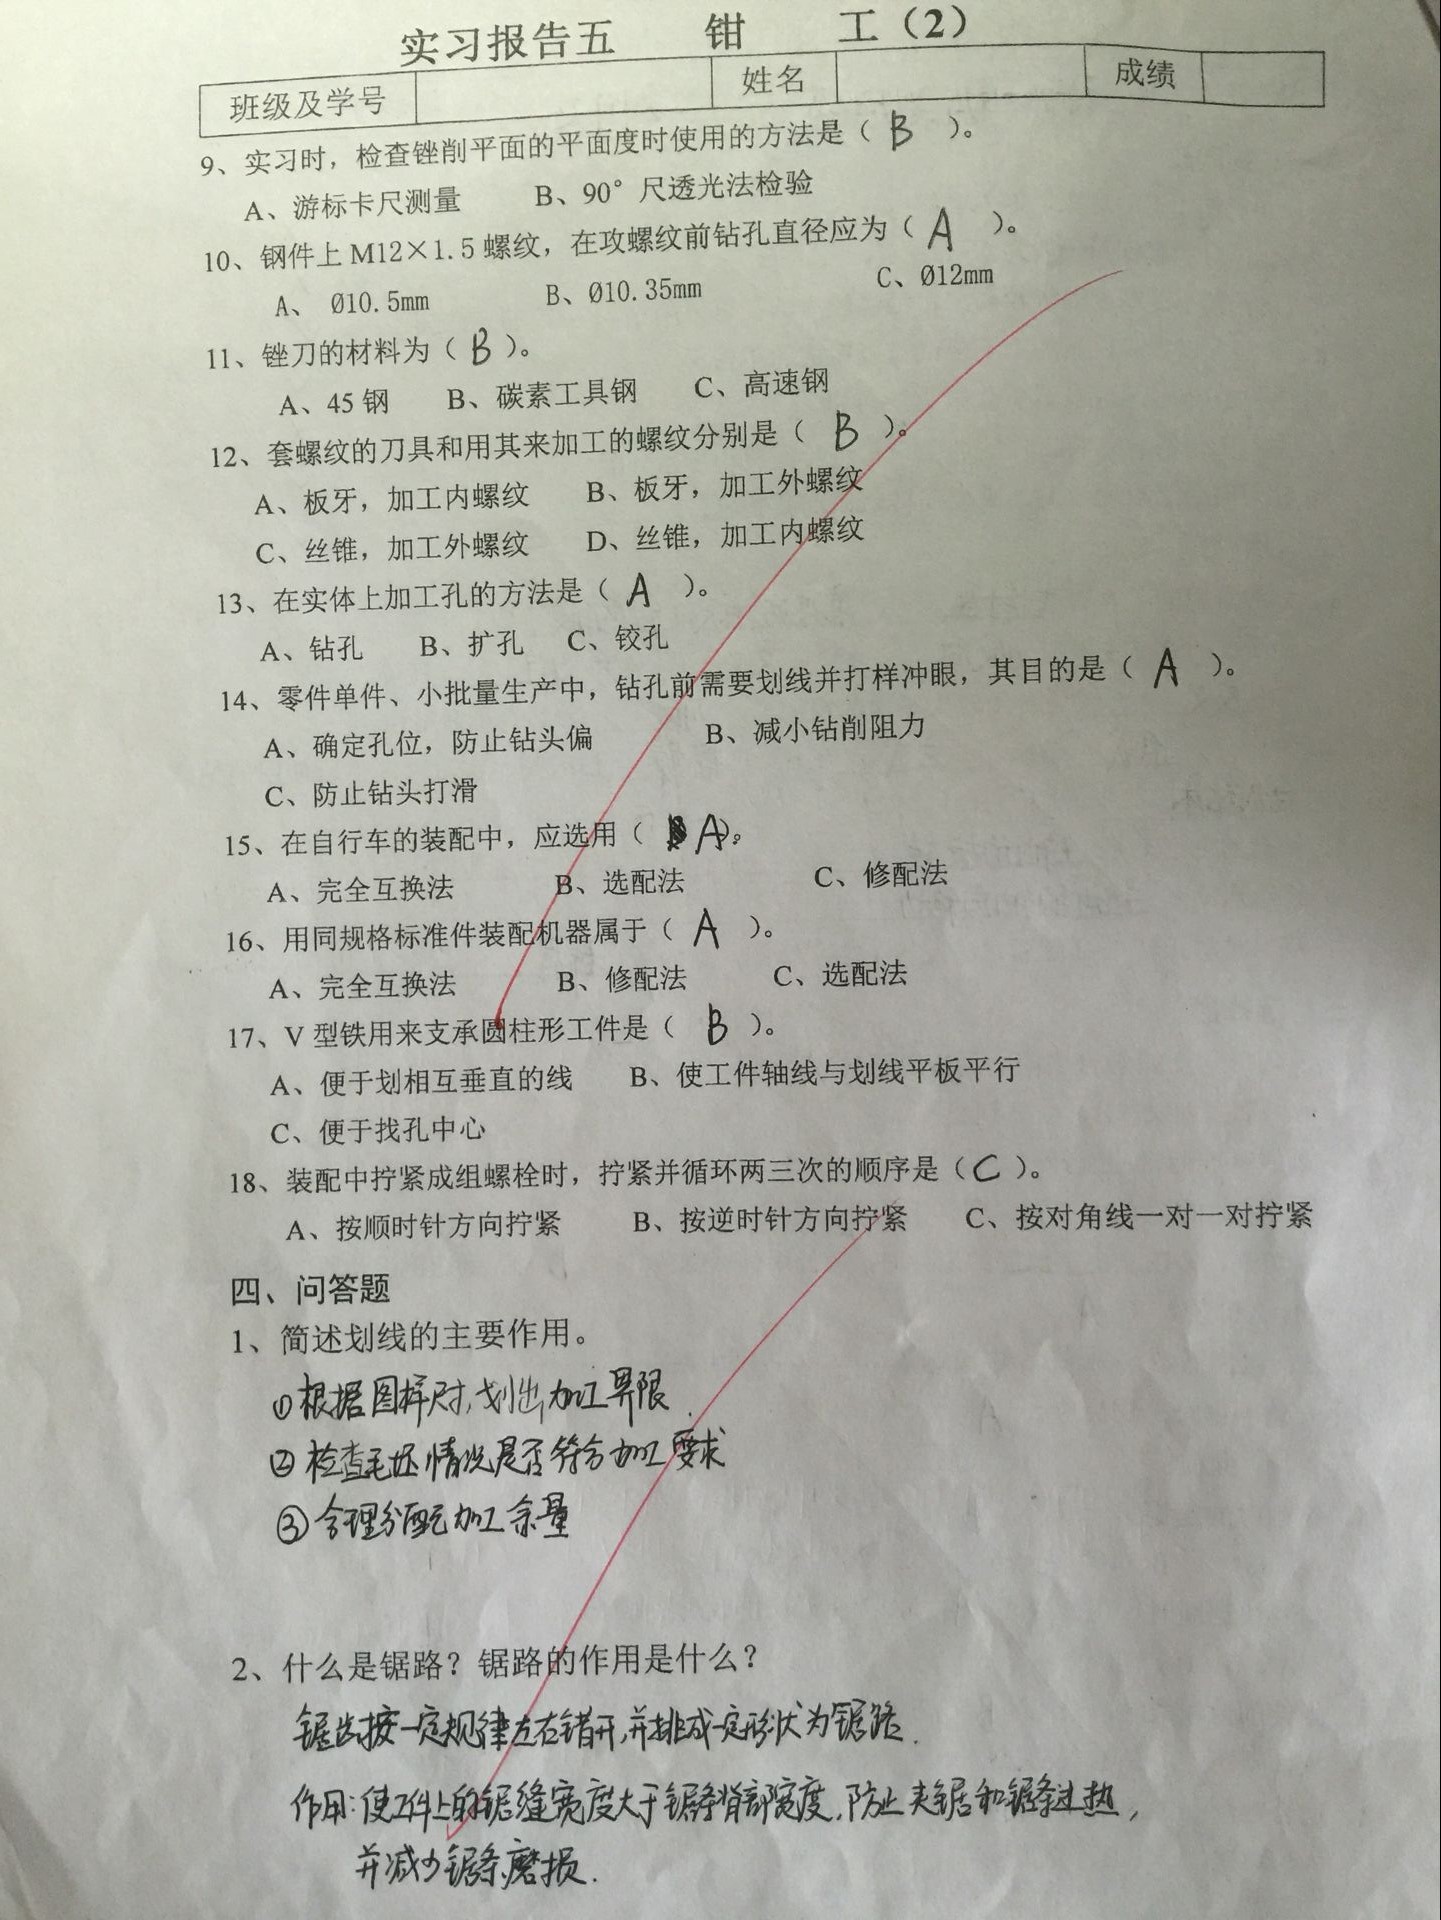 实习报告五 钳 工（2）
班级及学号 姓名 成绩
9、实习时，检查锉削平面的平面度时使用的方法是（ B ）。
A、游标卡尺测量 B、90°尺透光法检验
10、钢件上 M12×1.5 螺纹，在攻螺纹前钻孔直径应为（ A ）。
A、 Ø10.5mm B、Ø10.35mm C、Ø12mm
11、锉刀的材料为（ B ）。
A、45 钢 B、碳素工具钢 C、高速钢
12、套螺纹的刀具和用其来加工的螺纹分别是（ B ）。
A、板牙，加工内螺纹 B、板牙，加工外螺纹
C、丝锥，加工外螺纹 D、丝锥，加工内螺纹
13、在实体上加工孔的方法是（ A ）。
A、钻孔 B、扩孔 C、铰孔
14、零件单件、小批量生产中，钻孔前需要划线并打样冲眼，其目的是（ A ）。
A、确定孔位，防止钻头偏 B、减小钻削阻力
C、防止钻头打滑
15、在自行车的装配中，应选用（ A ）。
A、完全互换法 B、选配法 C、修配法
16、用同规格标准件装配机器属于（ A ）。
A、完全互换法 B、修配法 C、选配法
17、V 型铁用来支承圆柱形工件是（ B ）。
A、便于划相互垂直的线 B、使工件轴线与划线平板平行
C、便于找孔中心
18、装配中拧紧成组螺栓时，拧紧并循环两三次的顺序是（ C ）。
A、按顺时针方向拧紧 B、按逆时针方向拧紧 C、按对角线一对一对拧紧
四、问答题
1、简述划线的主要作用。
①根据图样尺寸,划出加工界限.
②检查毛坯情况是否符合加工要求
③合理分配加工余量
2、什么是锯路？锯路的作用是什么？
锯齿按一定规律左右错开,并排成一定形状为锯路.
作用:使工件上的锯缝宽度大于锯条背部宽度,防止夹锯和锯条过热,
并减少锯条磨损.